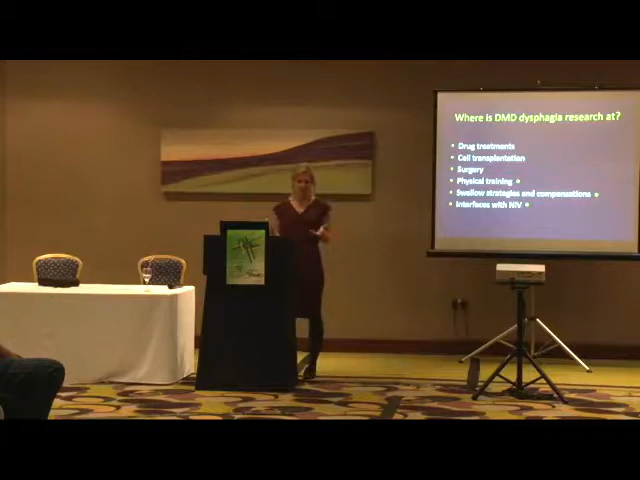 Where is DMD dysphagia research at?
• Drug treatments
• Cell transplantation
• Surgery
• Physical training •
• Swallow strategies and compensations •
• Interfaces with NIV •